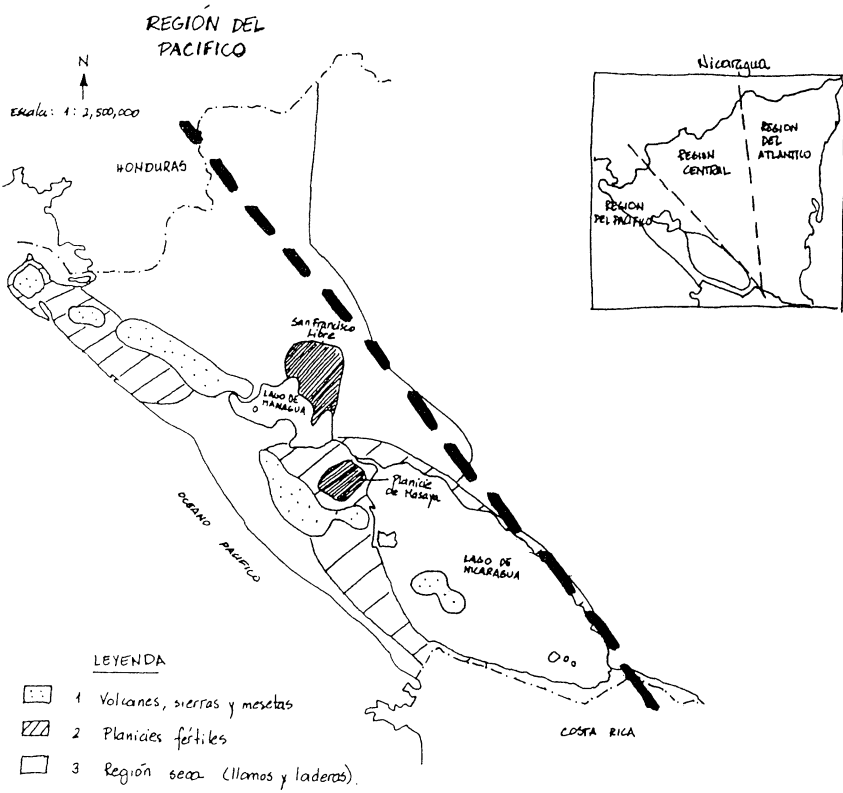 REGIÓN DEL
PACIFICO
N
Escala: 1: 2,500,000
HONDURAS
San Francisco
Libre
LAGO DE
MANAGUA
Planicie
de Masaya
OCEANO PACIFICO
LAGO DE
NICARAGUA
COSTA RICA
Nicaragua
REGION
CENTRAL
REGION
DEL
ATLANTICO
REGION
DEL PACIFICO
LEYENDA
1 Volcanes, sierras y mesetas
2 Planicies fértiles
3 Región seca (llamos y laderas).